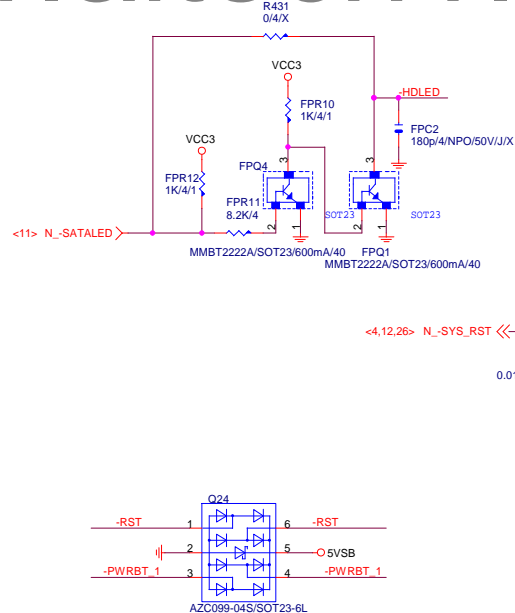 R431
0/4/X
VCC3
-HDLED
FPR10
1K/4/1
FPC2
180p/4/NPO/50V/J/X
VCC3
FPR12
1K/4/1
FPQ4
3
3
FPR11
8.2K/4
SOT23
SOT23
<11> N_-SATALED
2
1
2
1
MMBT2222A/SOT23/600mA/40
FPQ1
MMBT2222A/SOT23/600mA/40
<4,12,26> N_-SYS_RST
0.01
Q24
-RST
1
6
-RST
2
5
5VSB
-PWRBT_1
3
4
-PWRBT_1
AZC099-04S/SOT23-6L